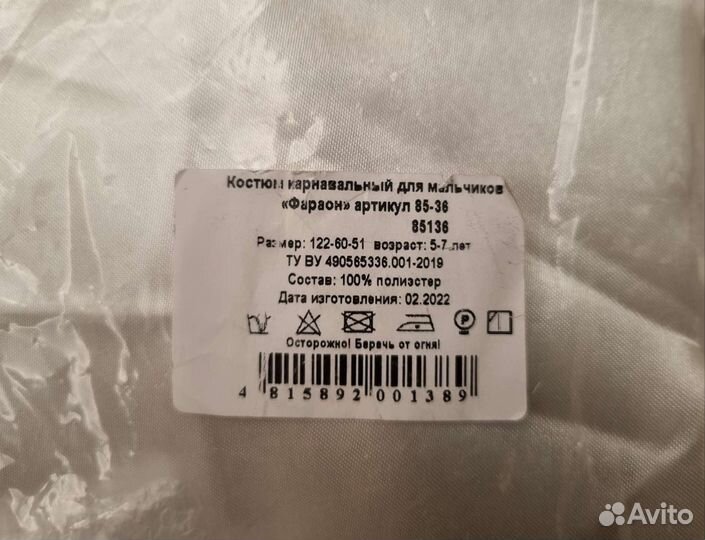 Костюм карнавальный для мальчиков
«Фараон» артикул 85-36
85136
Размер: 122-60-51 возраст: 5-7 лет
ТУ BY 490565336.001-2019
Состав: 100% полиэстер
Дата изготовления: 02.2022
P
Осторожно! Беречь от огня!
4 815892 001389
Avito